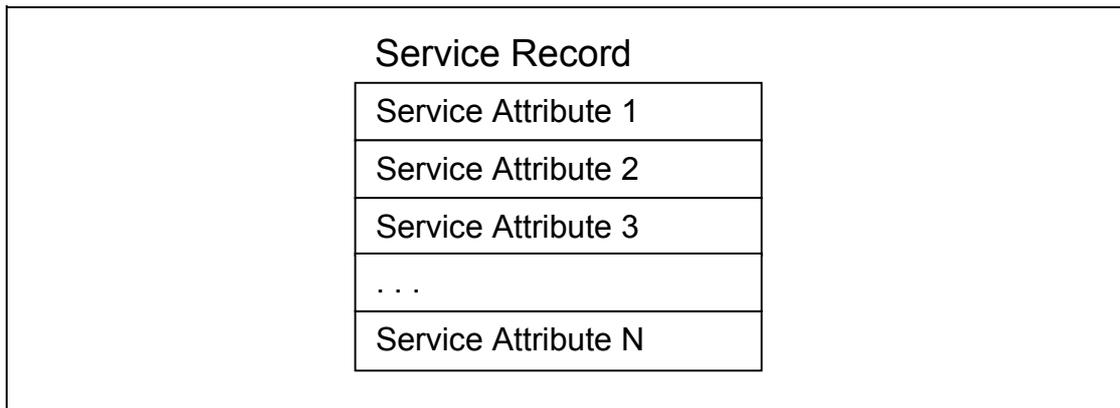 Service Record
Service Attribute 1
Service Attribute 2
Service Attribute 3
. . .
Service Attribute N